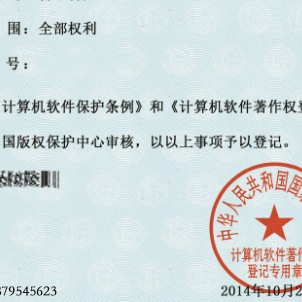 围：全部权利
号：
计算机软件保护条例》和《计算机软件著作权登
国版权保护中心审核，以以上事项予以登记。
中华人民共和国国
计算机软件著作
登记专用章
879545623
2014年10月2